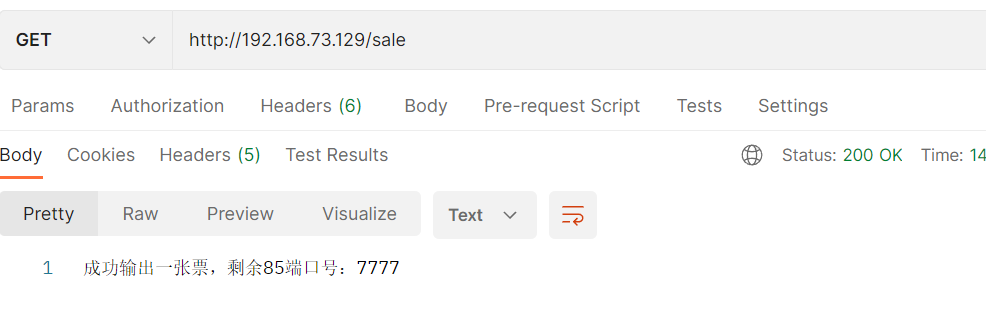 GET http://192.168.73.129/sale
Params Authorization Headers (6) Body Pre-request Script Tests Settings
Body Cookies Headers (5) Test Results Status: 200 OK Time: 14
Pretty Raw Preview Visualize Text
1 成功输出一张票，剩余85端口号：7777